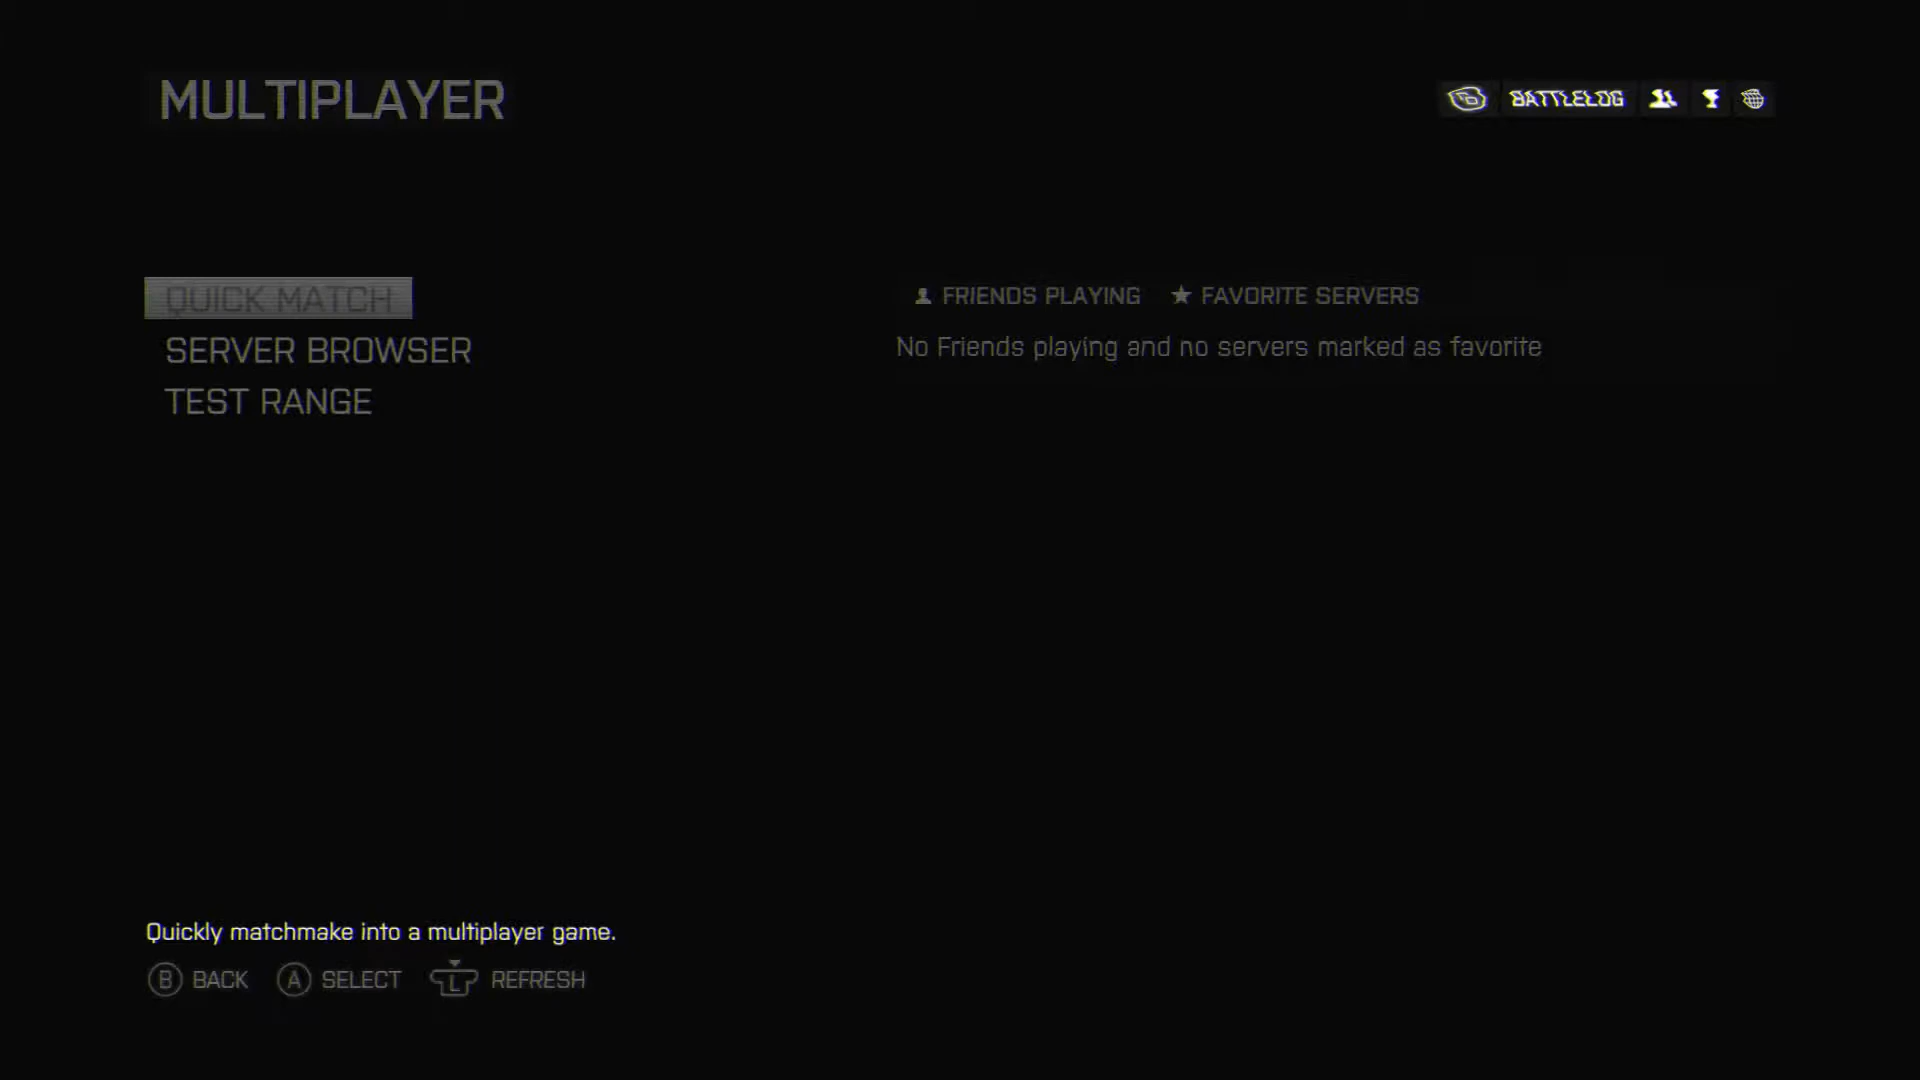 MULTIPLAYER
BATTLELOG
QUICK MATCH
SERVER BROWSER
TEST RANGE
FRIENDS PLAYING
FAVORITE SERVERS
No Friends playing and no servers marked as favorite
Quickly matchmake into a multiplayer game.
B BACK A SELECT L REFRESH